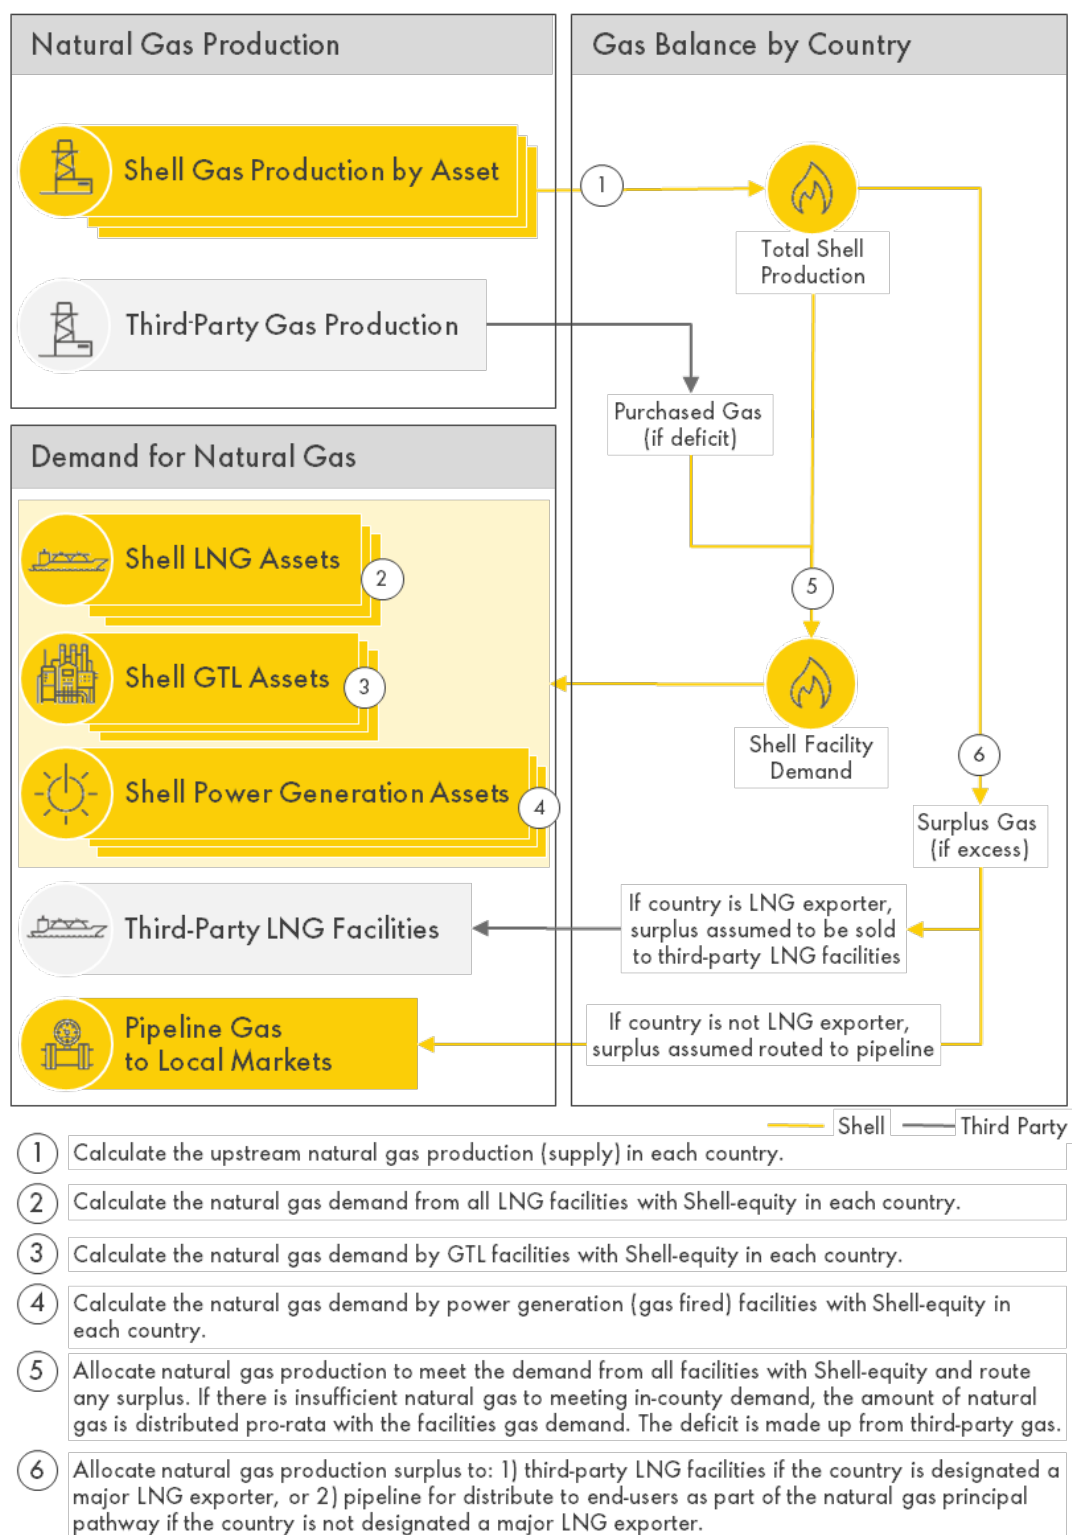 Natural Gas Production
Gas Balance by Country
Shell Gas Production by Asset
1
Total Shell
Production
Third-Party Gas Production
Purchased Gas
(if deficit)
Demand for Natural Gas
Shell LNG Assets
2
5
Shell GTL Assets
3
Shell Facility
Demand
6
Shell Power Generation Assets
4
Surplus Gas
(if excess)
Third-Party LNG Facilities
If country is LNG exporter,
surplus assumed to be sold
to third-party LNG facilities
Pipeline Gas
to Local Markets
If country is not LNG exporter,
surplus assumed routed to pipeline
Shell
Third Party
1 Calculate the upstream natural gas production (supply) in each country.
2 Calculate the natural gas demand from all LNG facilities with Shell-equity in each country.
3 Calculate the natural gas demand by GTL facilities with Shell-equity in each country.
4 Calculate the natural gas demand by power generation (gas fired) facilities with Shell-equity in
each country.
5 Allocate natural gas production to meet the demand from all facilities with Shell-equity and route
any surplus. If there is insufficient natural gas to meeting in-county demand, the amount of natural
gas is distributed pro-rata with the facilities gas demand. The deficit is made up from third-party gas.
6 Allocate natural gas production surplus to: 1) third-party LNG facilities if the country is designated a
major LNG exporter, or 2) pipeline for distribute to end-users as part of the natural gas principal
pathway if the country is not designated a major LNG exporter.